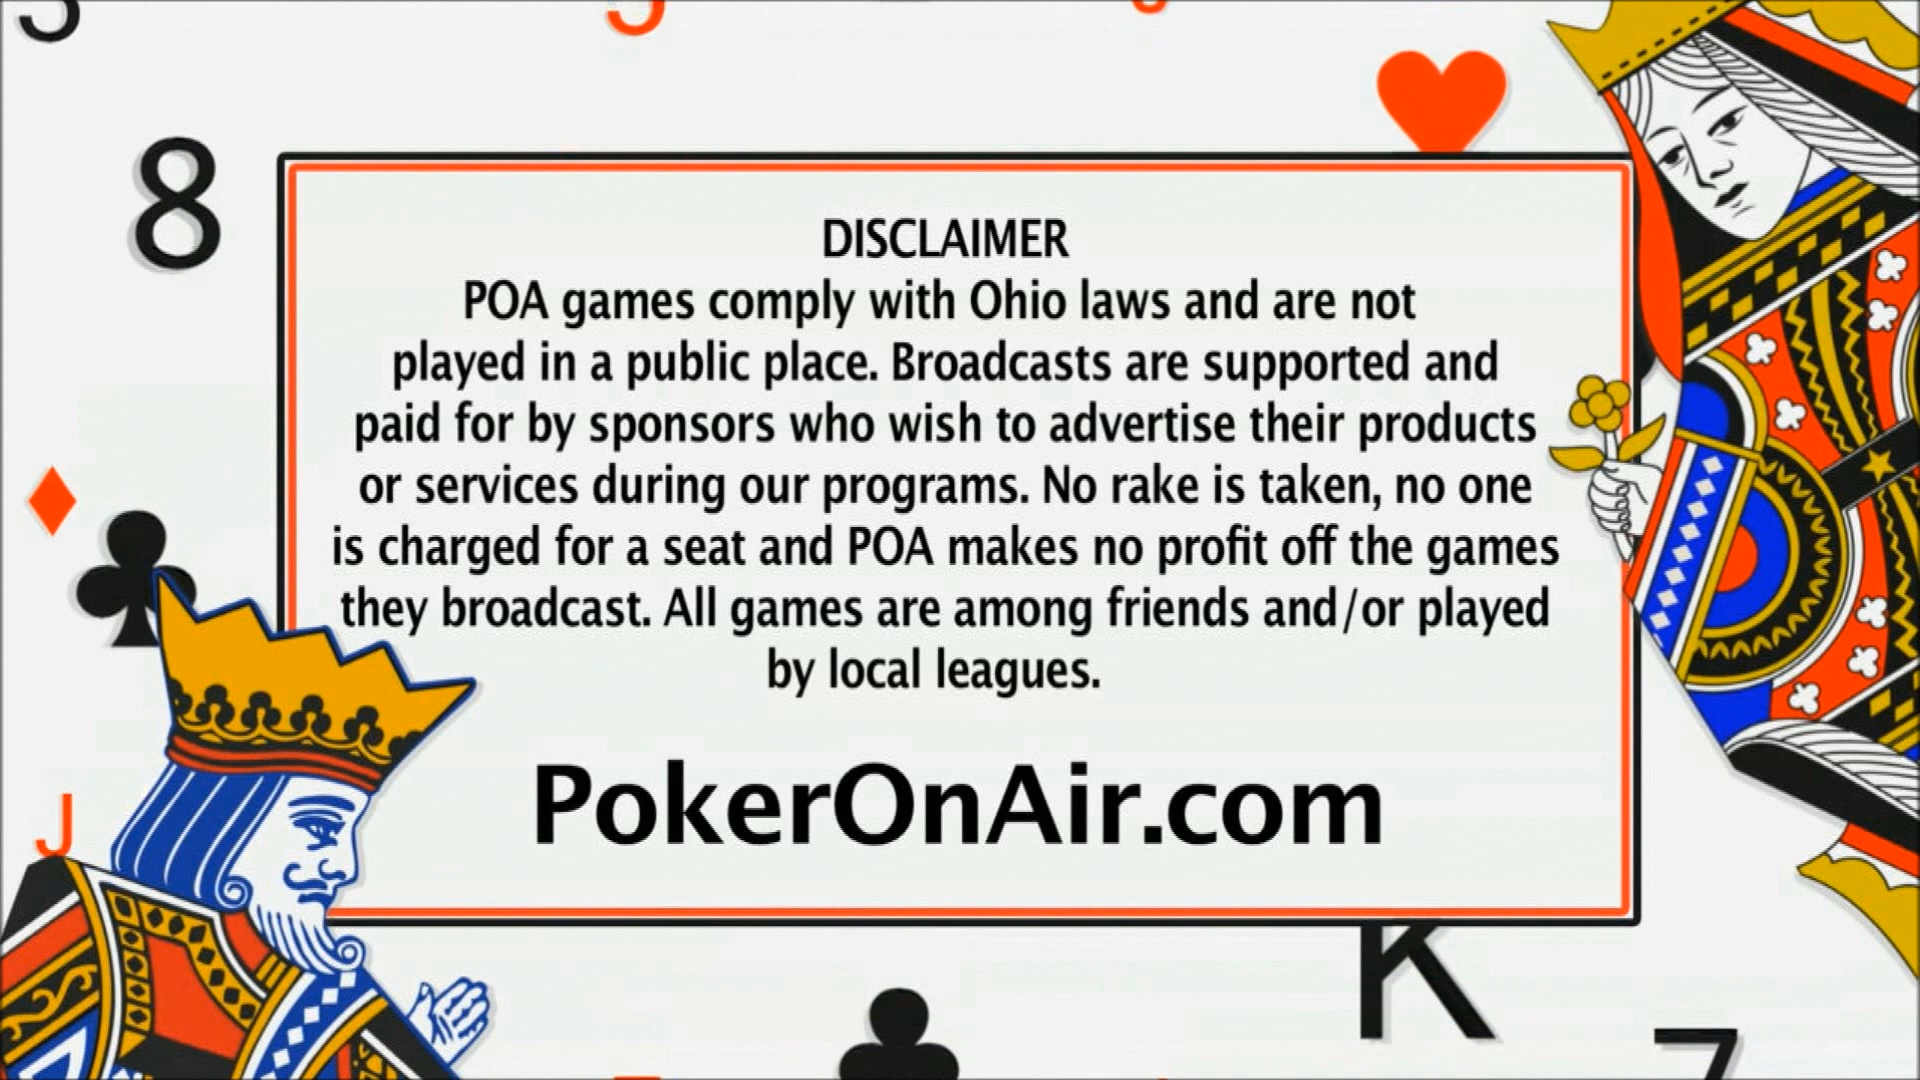 8
DISCLAIMER
POA games comply with Ohio laws and are not
played in a public place. Broadcasts are supported and
paid for by sponsors who wish to advertise their products
or services during our programs. No rake is taken, no one
is charged for a seat and POA makes no profit off the games
they broadcast. All games are among friends and/or played
by local leagues.
PokerOnAir.com
J
K
7